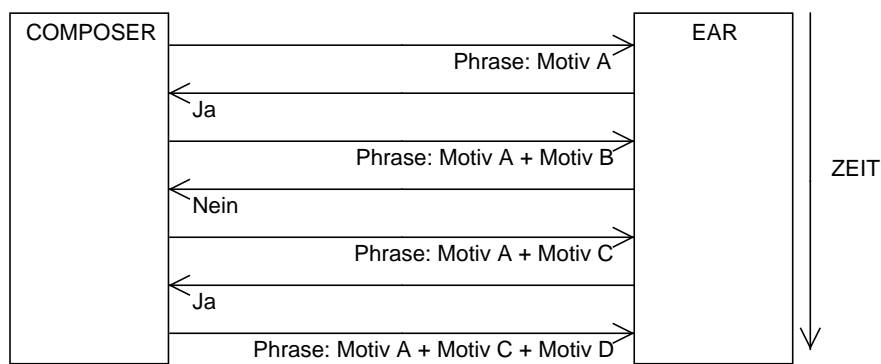 COMPOSER
EAR
Phrase: Motiv A
Ja
Phrase: Motiv A + Motiv B
ZEIT
Nein
Phrase: Motiv A + Motiv C
Ja
Phrase: Motiv A + Motiv C + Motiv D